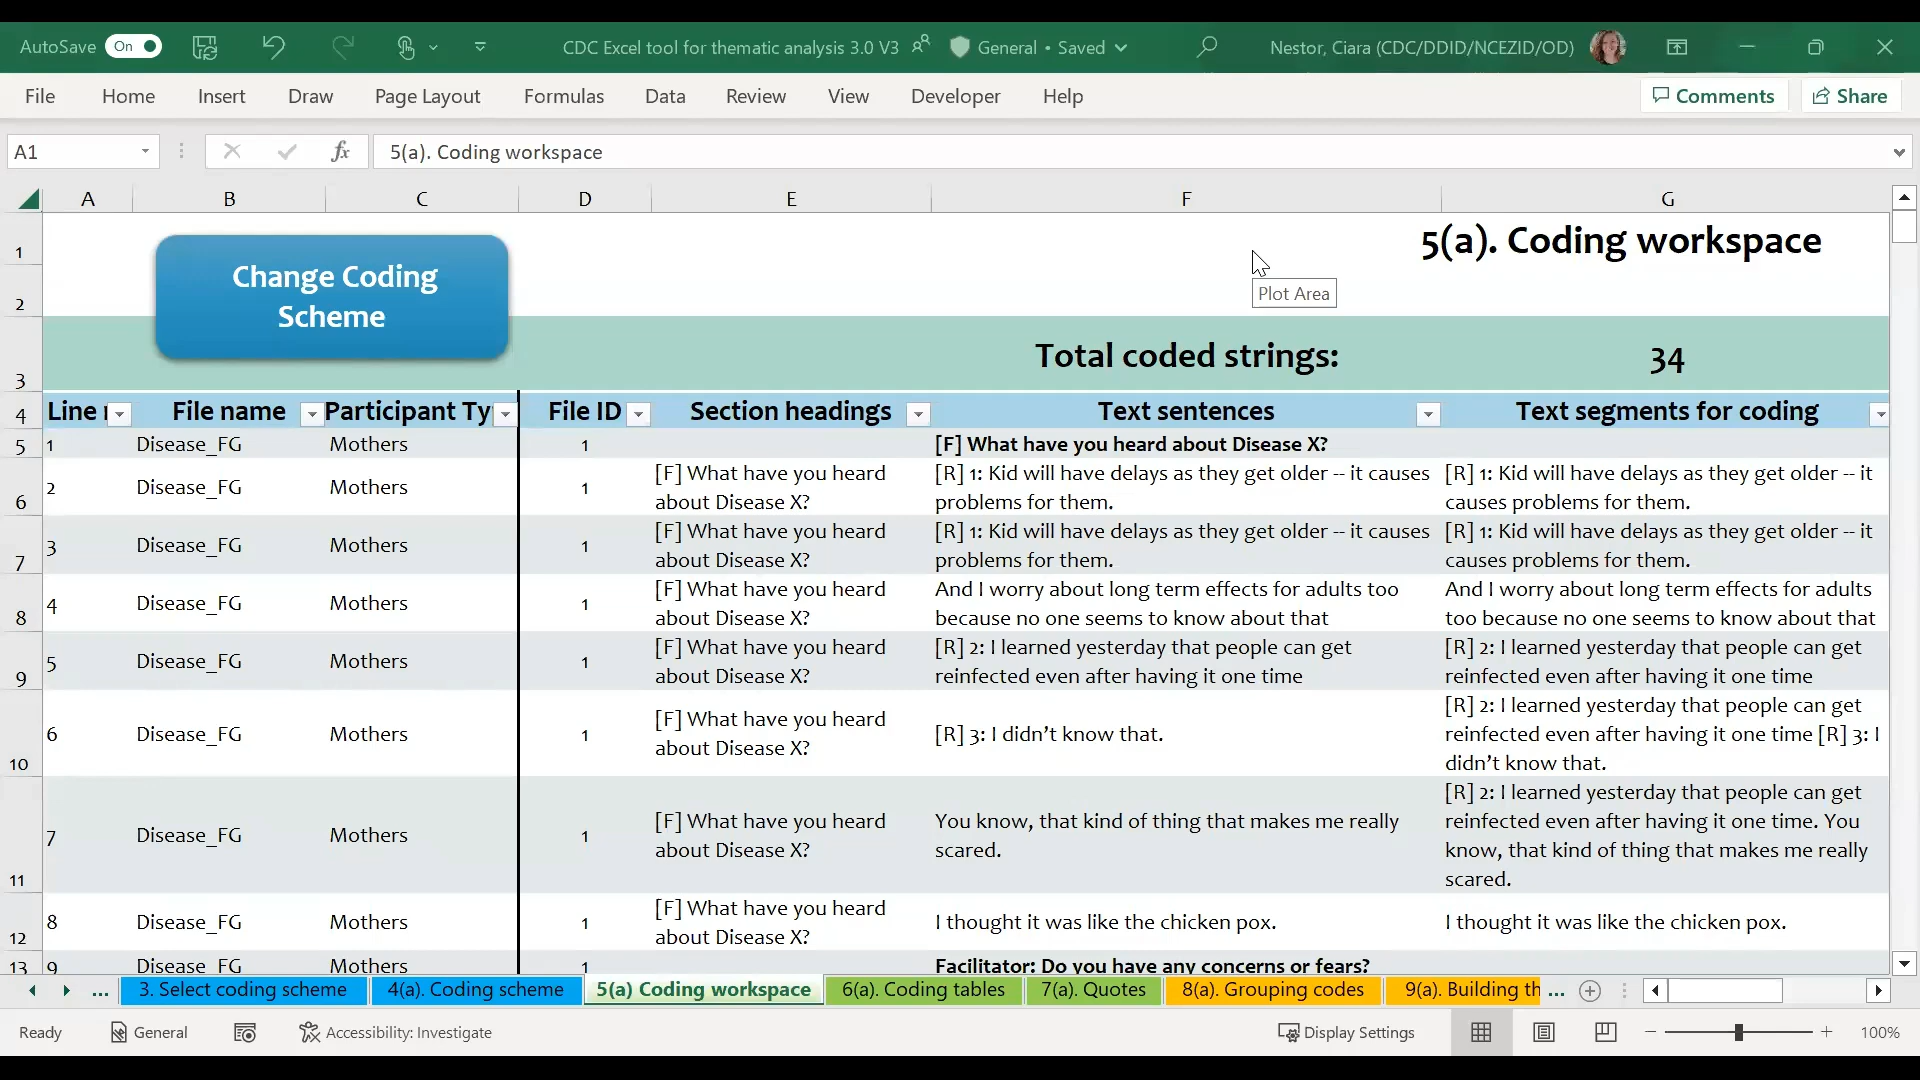 AutoSave On CDC Excel tool for thematic analysis 3.0 V3 General • Saved Nestor, Ciara (CDC/DDID/NCEZID/OD)
File Home Insert Draw Page Layout Formulas Data Review View Developer Help Comments Share
A1 fx 5(a). Coding workspace
A B C D E F G
1 5(a). Coding workspace
Change Coding
Scheme
Plot Area
2
3 Total coded strings: 34
4 Line File name Participant Ty File ID Section headings Text sentences Text segments for coding
5 1 Disease_FG Mothers 1 [F] What have you heard about Disease X?
6 2 Disease_FG Mothers 1 [F] What have you heard about Disease X? [R] 1: Kid will have delays as they get older -- it causes problems for them. [R] 1: Kid will have delays as they get older -- it causes problems for them.
7 3 Disease_FG Mothers 1 [F] What have you heard about Disease X? [R] 1: Kid will have delays as they get older -- it causes problems for them. [R] 1: Kid will have delays as they get older -- it causes problems for them.
8 4 Disease_FG Mothers 1 [F] What have you heard about Disease X? And I worry about long term effects for adults too because no one seems to know about that And I worry about long term effects for adults too because no one seems to know about that
9 5 Disease_FG Mothers 1 [F] What have you heard about Disease X? [R] 2: I learned yesterday that people can get reinfected even after having it one time [R] 2: I learned yesterday that people can get reinfected even after having it one time
10 6 Disease_FG Mothers 1 [F] What have you heard about Disease X? [R] 3: I didn’t know that. [R] 2: I learned yesterday that people can get reinfected even after having it one time [R] 3: I didn’t know that.
11 7 Disease_FG Mothers 1 [F] What have you heard about Disease X? You know, that kind of thing that makes me really scared. [R] 2: I learned yesterday that people can get reinfected even after having it one time. You know, that kind of thing that makes me really scared.
12 8 Disease_FG Mothers 1 [F] What have you heard about Disease X? I thought it was like the chicken pox. I thought it was like the chicken pox.
13 9 Disease_FG Mothers 1 Facilitator: Do you have any concerns or fears?
... 3. Select coding scheme 4(a). Coding scheme 5(a) Coding workspace 6(a). Coding tables 7(a). Quotes 8(a). Grouping codes 9(a). Building th ...
Ready General Accessibility: Investigate Display Settings 100%